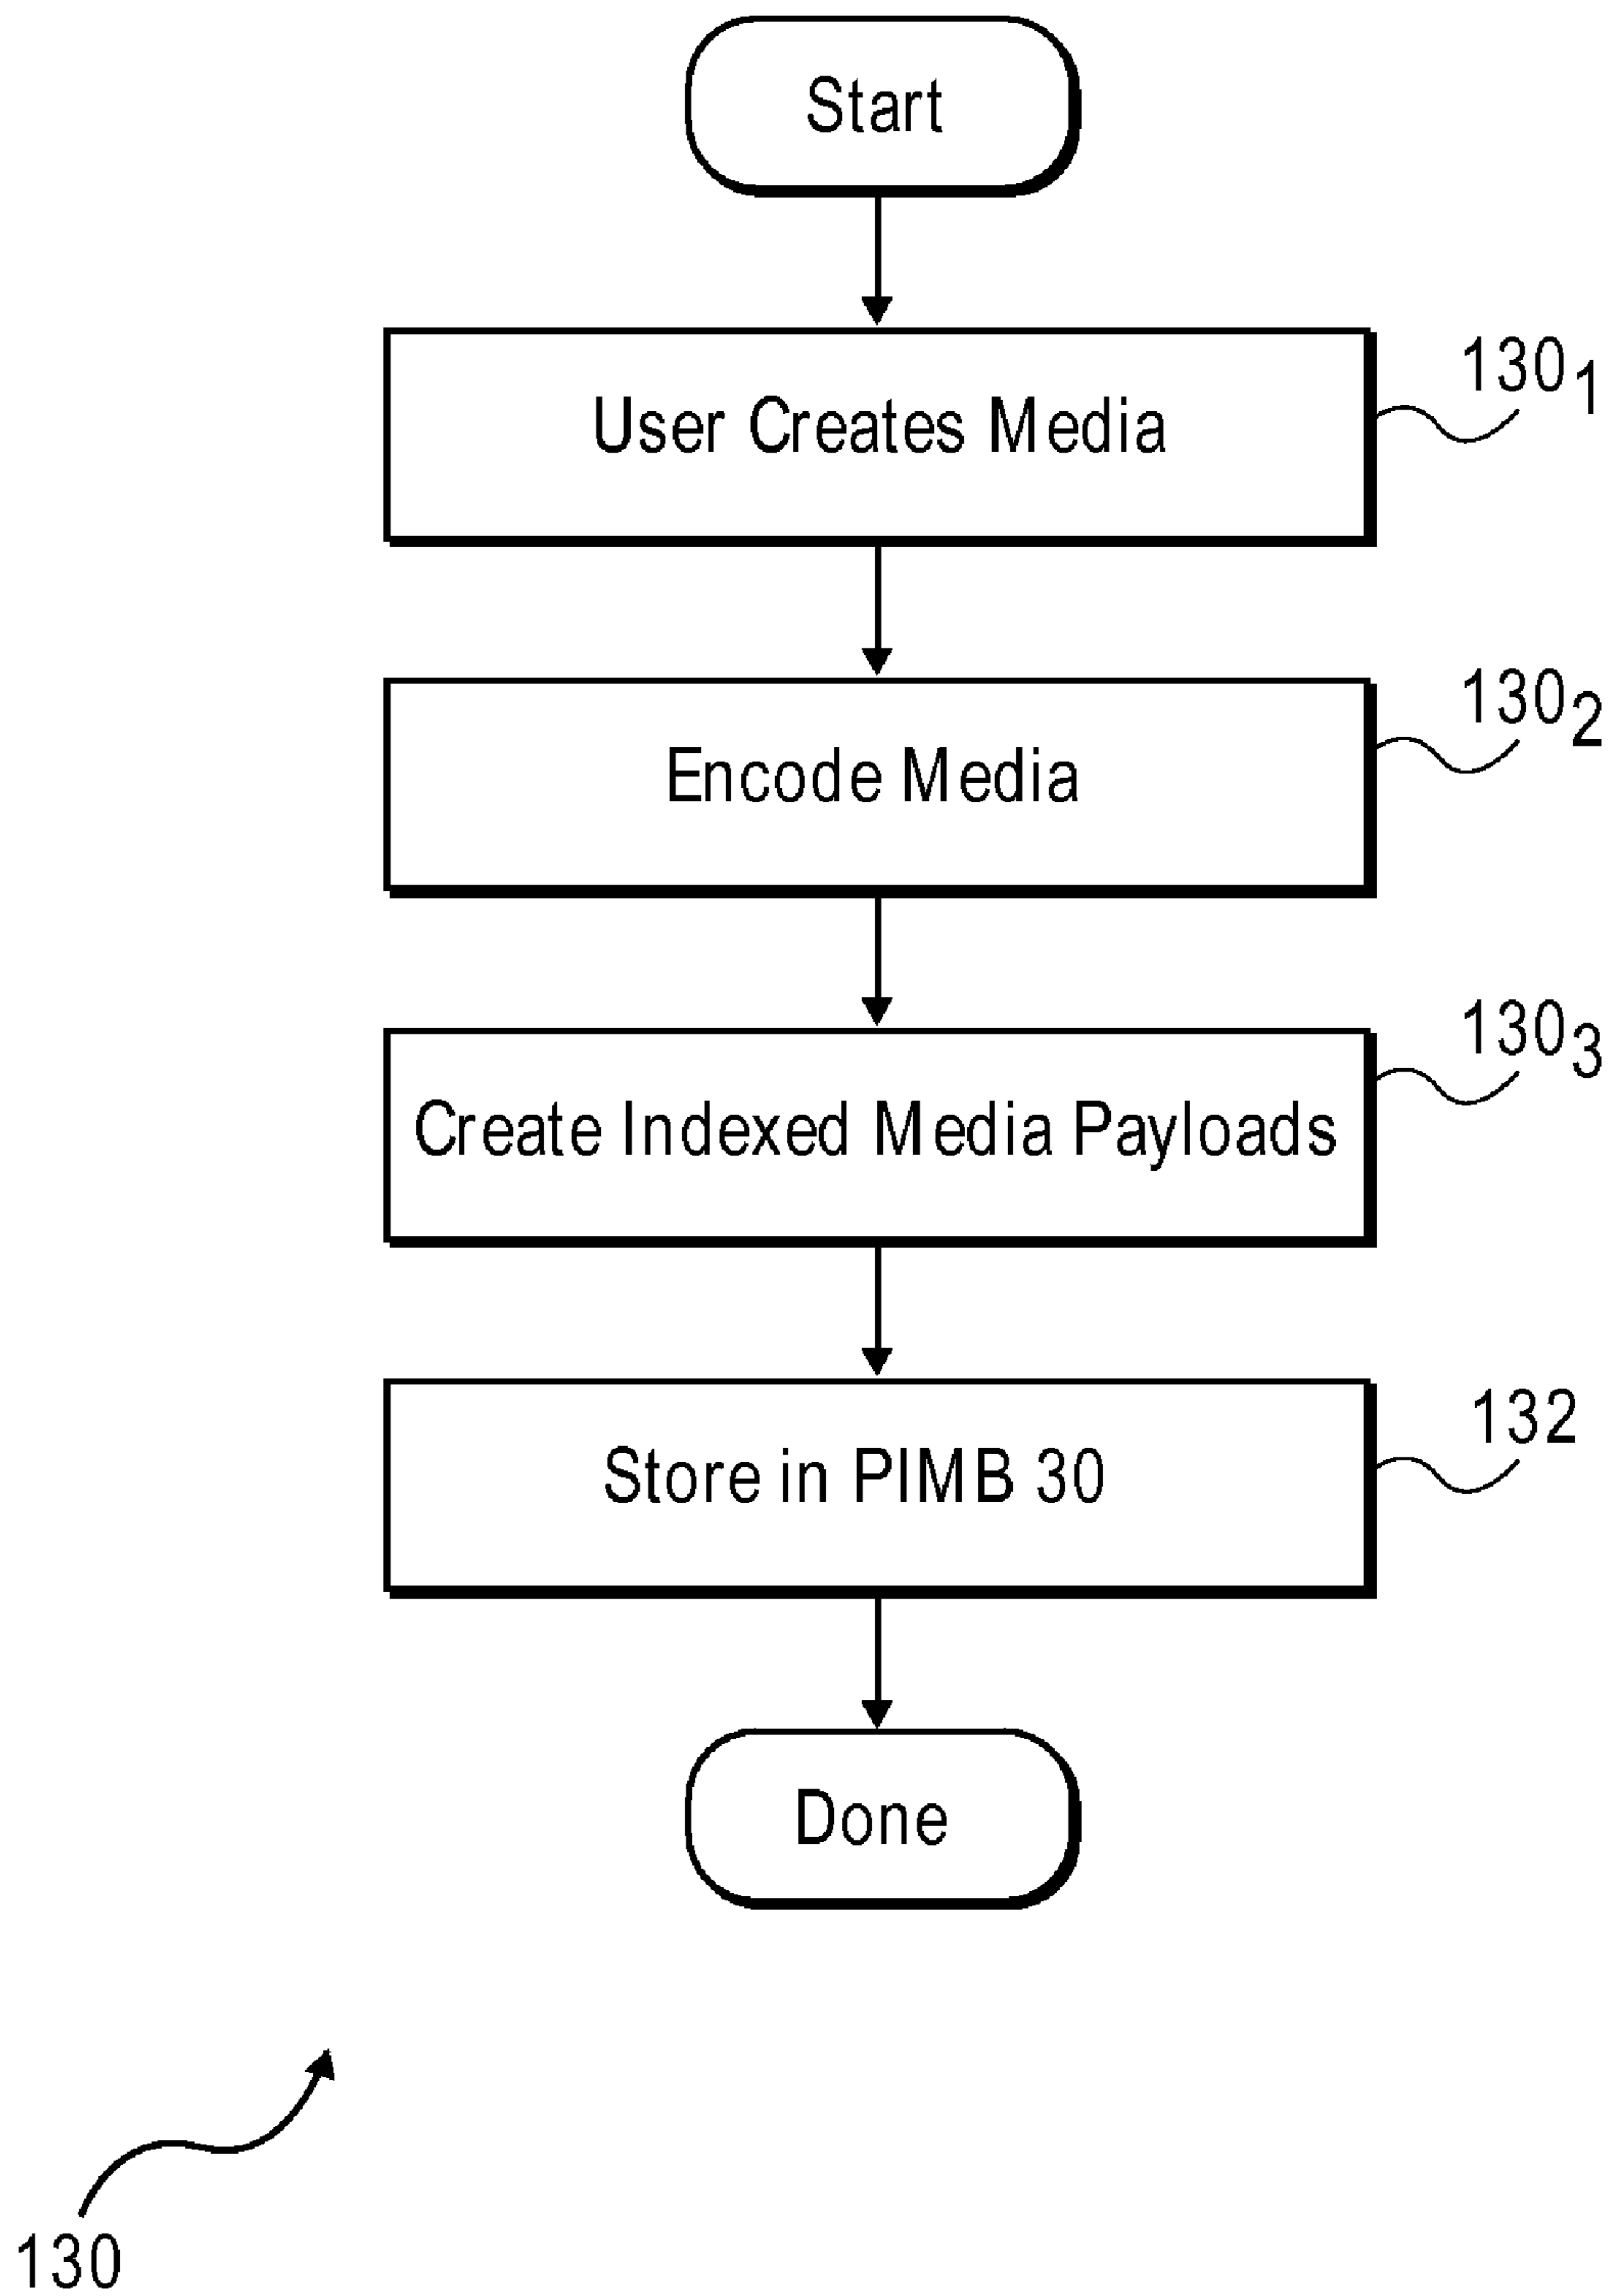 Start
User Creates Media
130₁
Encode Media
130₂
Create Indexed Media Payloads
130₃
Store in PIMB 30
132
Done
130